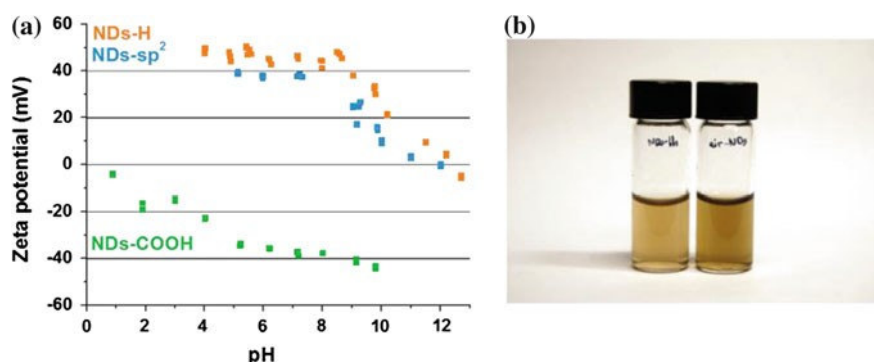 (a)
60
40
20
0
-20
-40
-60
Zeta potential (mV)
NDs-H
NDs-sp²
NDs-COOH
0 2 4 6 8 10 12
pH
(b)